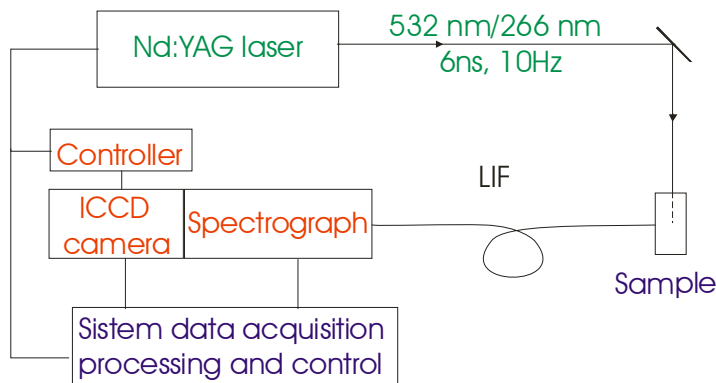 Nd:YAG laser
532 nm/266 nm
6ns, 10Hz
Controller
LIF
ICCD
camera
Spectrograph
Sample
Sistem data acquisition
processing and control